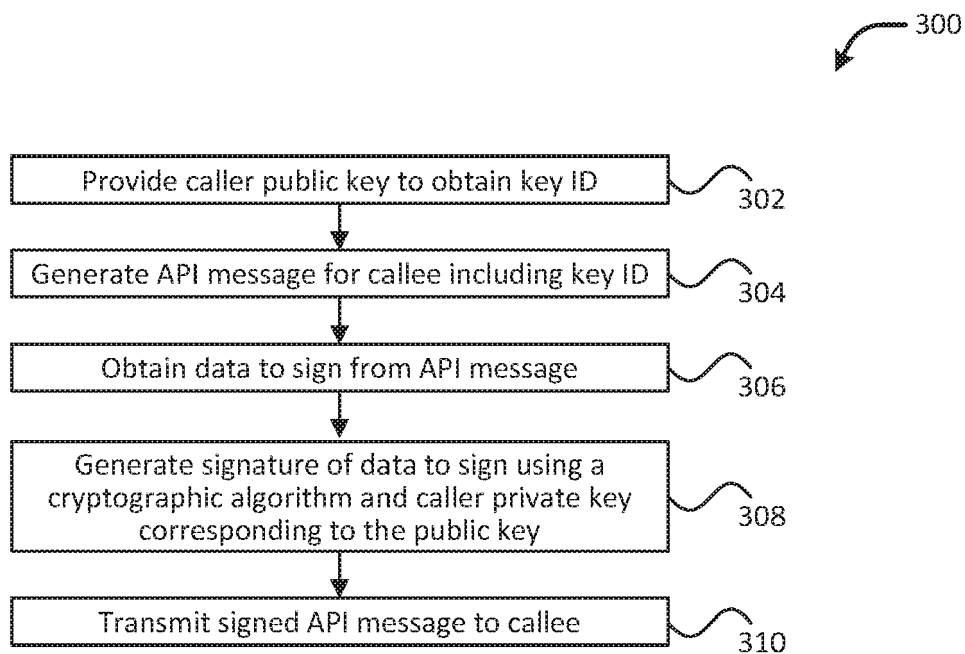 300
Provide caller public key to obtain key ID
302
Generate API message for callee including key ID
304
Obtain data to sign from API message
306
Generate signature of data to sign using a
cryptographic algorithm and caller private key
corresponding to the public key
308
Transmit signed API message to callee
310